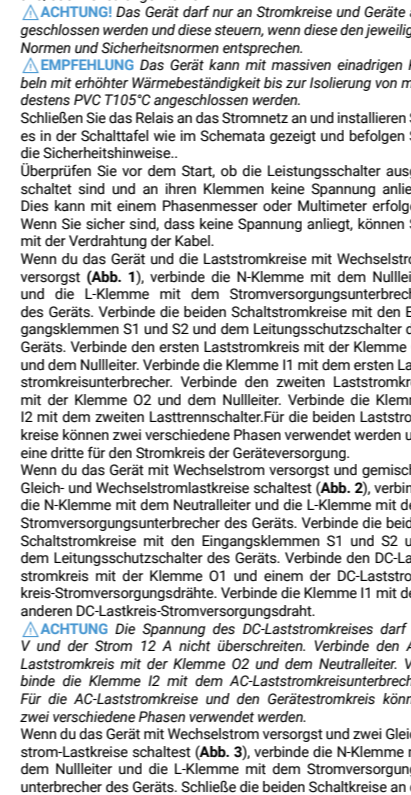 ⚠ACHTUNG! Das Gerät darf nur an Stromkreise und Geräte
geschlossen werden und diese steuern, wenn diese den jeweilig
Normen und Sicherheitsnormen entsprechen.
⚠EMPFEHLUNG Das Gerät kann mit massiven einadrigen
beln mit erhöhter Wärmebeständigkeit bis zur Isolierung von m
destens PVC T105°C angeschlossen werden.
Schließen Sie das Relais an das Stromnetz an und installieren S
es in der Schalttafel wie im Schemata gezeigt und befolgen S
die Sicherheitshinweise..
Überprüfen Sie vor dem Start, ob die Leistungsschalter ausg
schaltet sind und an ihren Klemmen keine Spannung anlie
Dies kann mit einem Phasenmesser oder Multimeter erfolge
Wenn Sie sicher sind, dass keine Spannung anliegt, können S
mit der Verdrahtung der Kabel.
Wenn du das Gerät und die Laststromkreise mit Wechselstro
versorgst (Abb. 1), verbinde die N-Klemme mit dem Nulllei
und die L-Klemme mit dem Stromversorgungsunterbrech
des Geräts. Verbinde die beiden Schaltstromkreise mit den E
gangsklemmen S1 und S2 und dem Leitungsschutzschalter d
Geräts. Verbinde den ersten Laststromkreis mit der Klemme
und dem Nullleiter. Verbinde die Klemme I1 mit dem ersten La
stromkreisunterbrecher. Verbinde den zweiten Laststromkre
mit der Klemme O2 und dem Nullleiter. Verbinde die Klemm
I2 mit dem zweiten Lasttrennschalter.Für die beiden Laststro
kreise können zwei verschiedene Phasen verwendet werden u
eine dritte für den Stromkreis der Geräteversorgung.
Wenn du das Gerät mit Wechselstrom versorgst und gemisch
Gleich- und Wechselstromlastkreise schaltest (Abb. 2), verbin
die N-Klemme mit dem Neutralleiter und die L-Klemme mit de
Stromversorgungsunterbrecher des Geräts. Verbinde die beid
Schaltstromkreise mit den Eingangsklemmen S1 und S2 u
dem Leitungsschutzschalter des Geräts. Verbinde den DC-La
stromkreis mit der Klemme O1 und einem der DC-Laststro
kreis-Stromversorgungsdrähte. Verbinde die Klemme I1 mit de
anderen DC-Lastkreis-Stromversorgungsdraht.
⚠ACHTUNG Die Spannung des DC-Laststromkreises darf
V und der Strom 12 A nicht überschreiten. Verbinde den A
Laststromkreis mit der Klemme O2 und dem Neutralleiter. V
binde die Klemme I2 mit dem AC-Laststromkreisunterbrech
Für die AC-Laststromkreise und den Gerätestromkreis könn
zwei verschiedene Phasen verwendet werden.
Wenn du das Gerät mit Wechselstrom versorgst und zwei Gleic
strom-Lastkreise schaltest (Abb. 3), verbinde die N-Klemme m
dem Nullleiter und die L-Klemme mit dem Stromversorgung
unterbrecher des Geräts. Schließe die beiden Schaltkreise an d